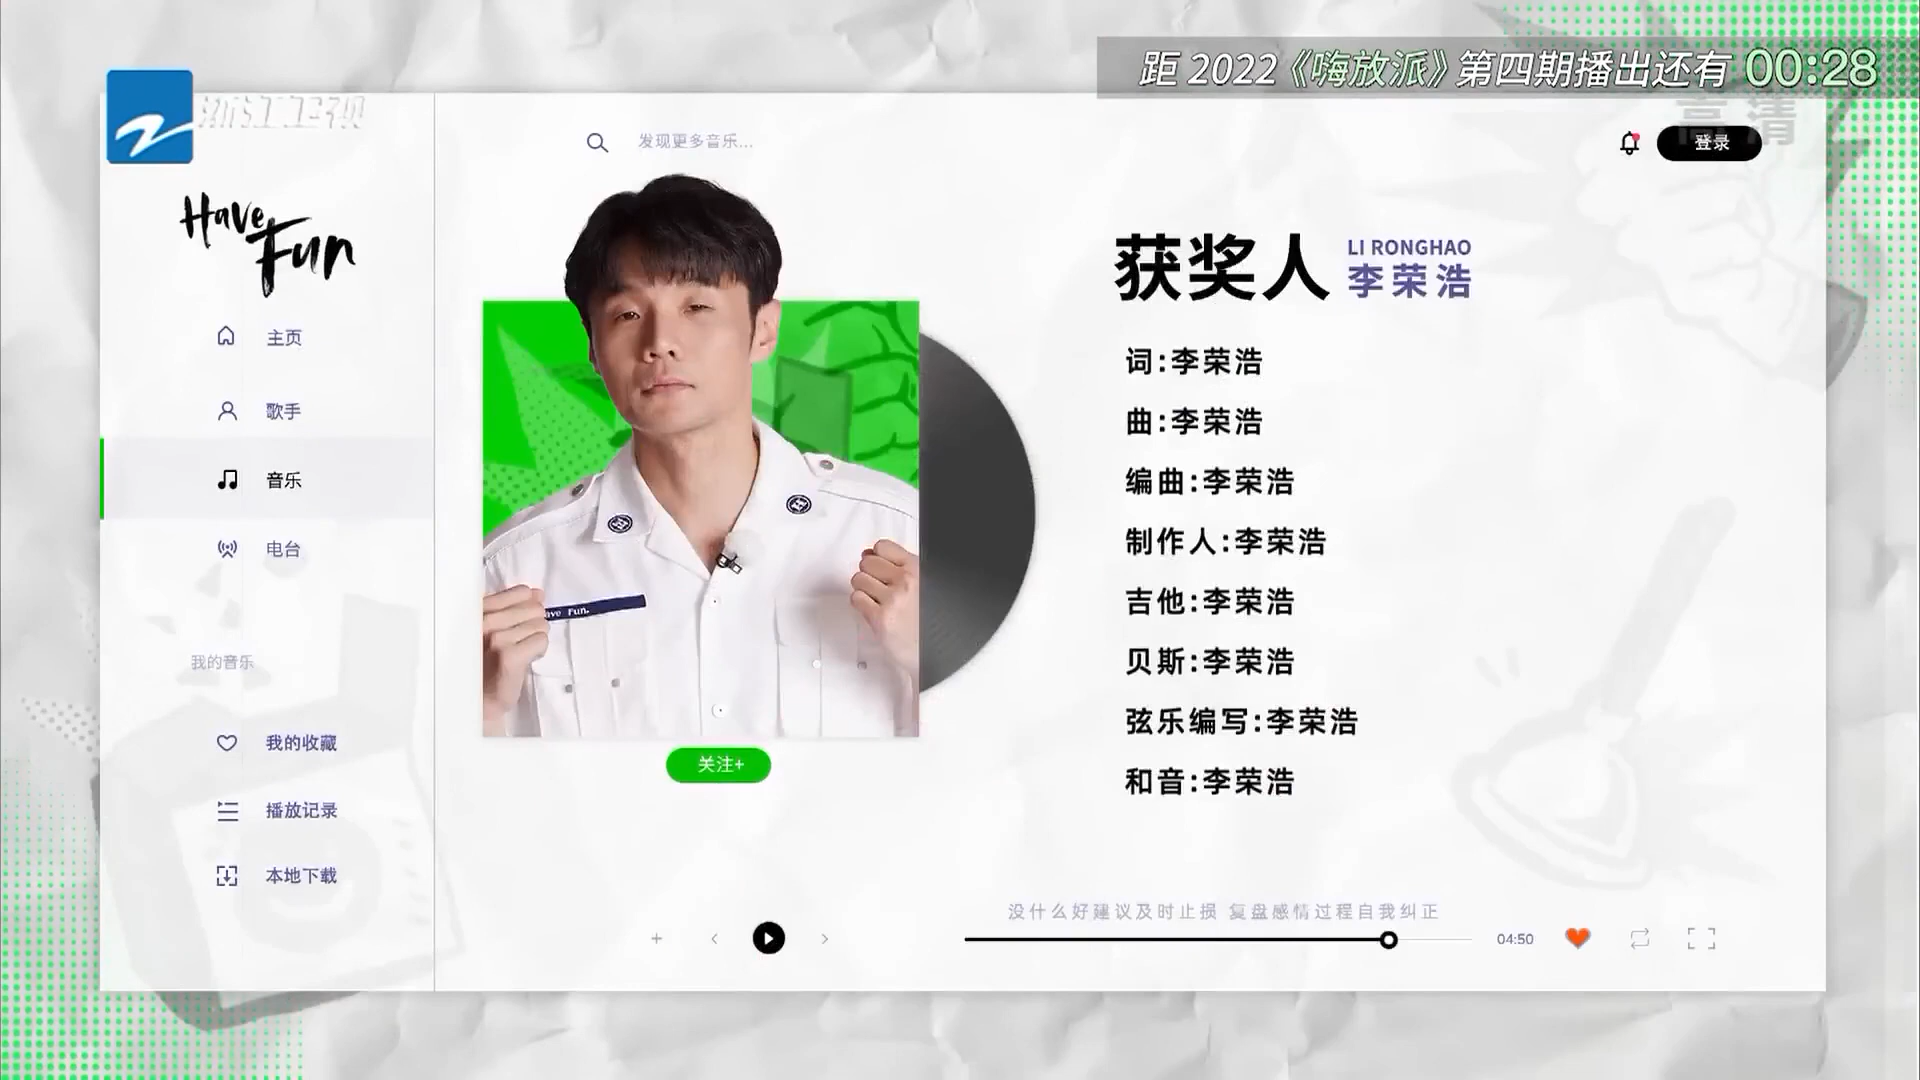 距 2022《嗨放派》第四期播出还有 00:28
浙江卫视
高清
发现更多音乐...
登录
Have Fun
主页
歌手
音乐
电台
我的音乐
我的收藏
播放记录
本地下载
ave Fun.
关注+
获奖人
LI RONGHAO
李荣浩
词:李荣浩
曲:李荣浩
编曲:李荣浩
制作人:李荣浩
吉他:李荣浩
贝斯:李荣浩
弦乐编写:李荣浩
和音:李荣浩
没什么好建议及时止损 复盘感情过程自我纠正
04:50